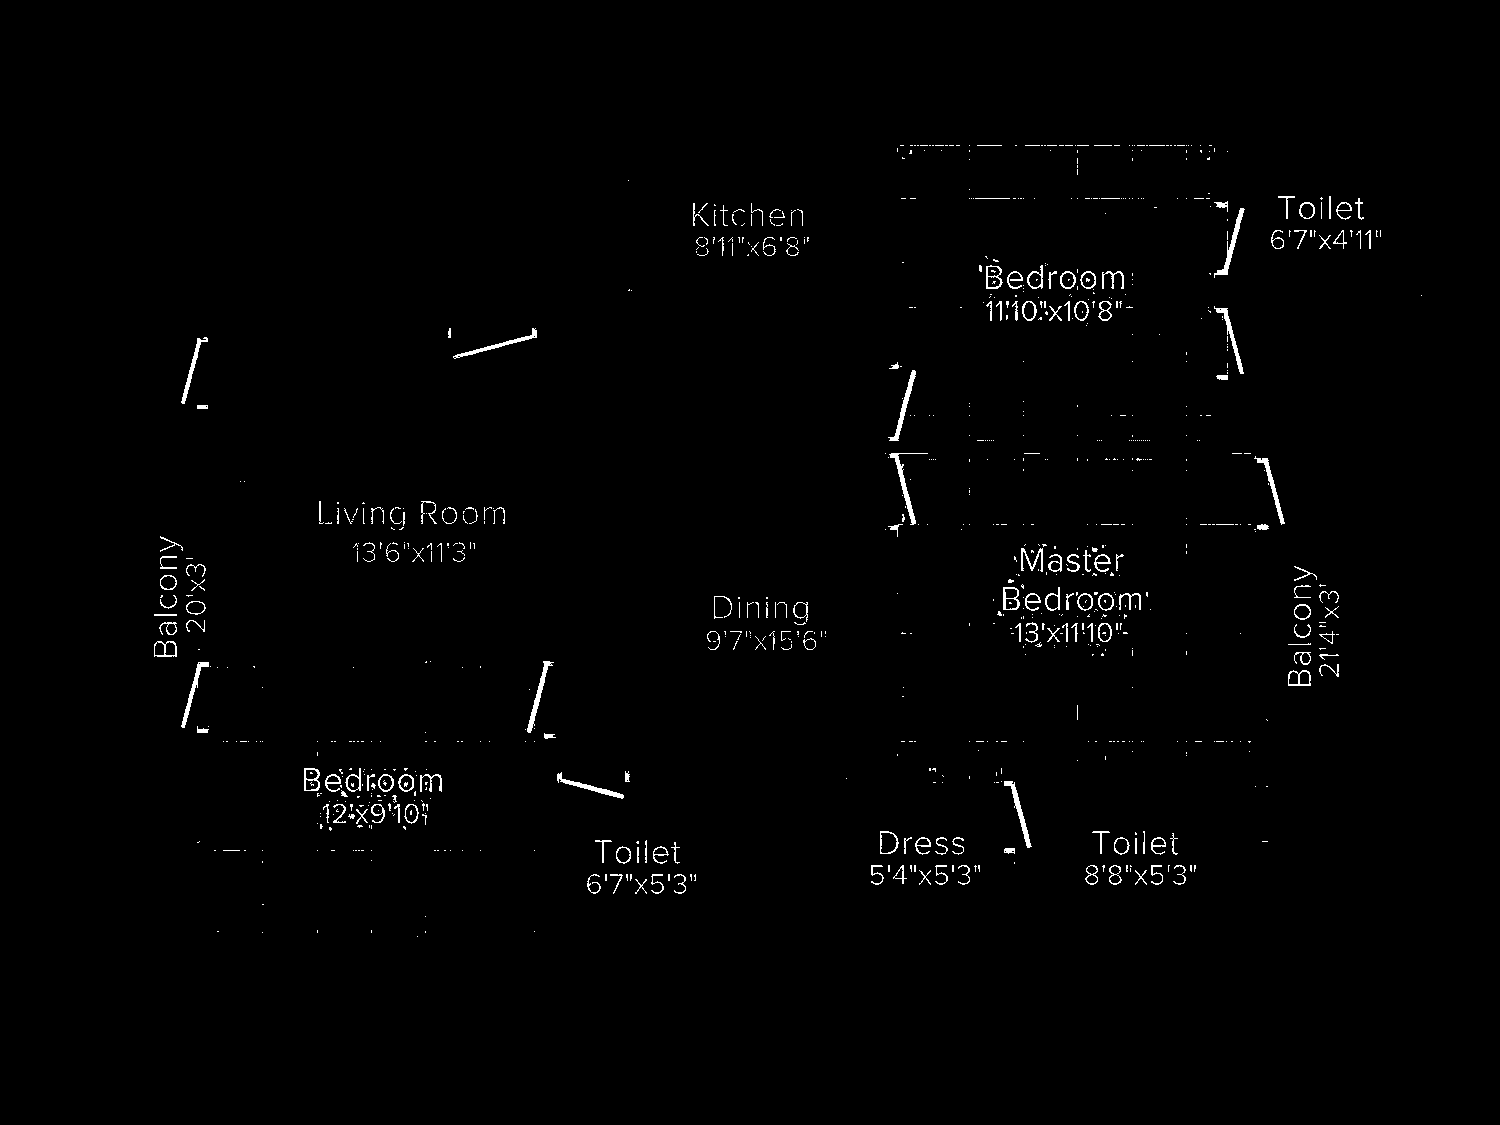 Kitchen
8'11"x6'8"
Toilet
6'7"x4'11"
Bedroom
11'10"x10'8"
Living Room
13'6"x11'3"
Balcony
20'x3'
Dining
9'7"x15'6"
Master
Bedroom
13'x11'10"
Balcony
21'4"x3'
Bedroom
12'x9'10"
Toilet
6'7"x5'3"
Dress
5'4"x5'3"
Toilet
8'8"x5'3"